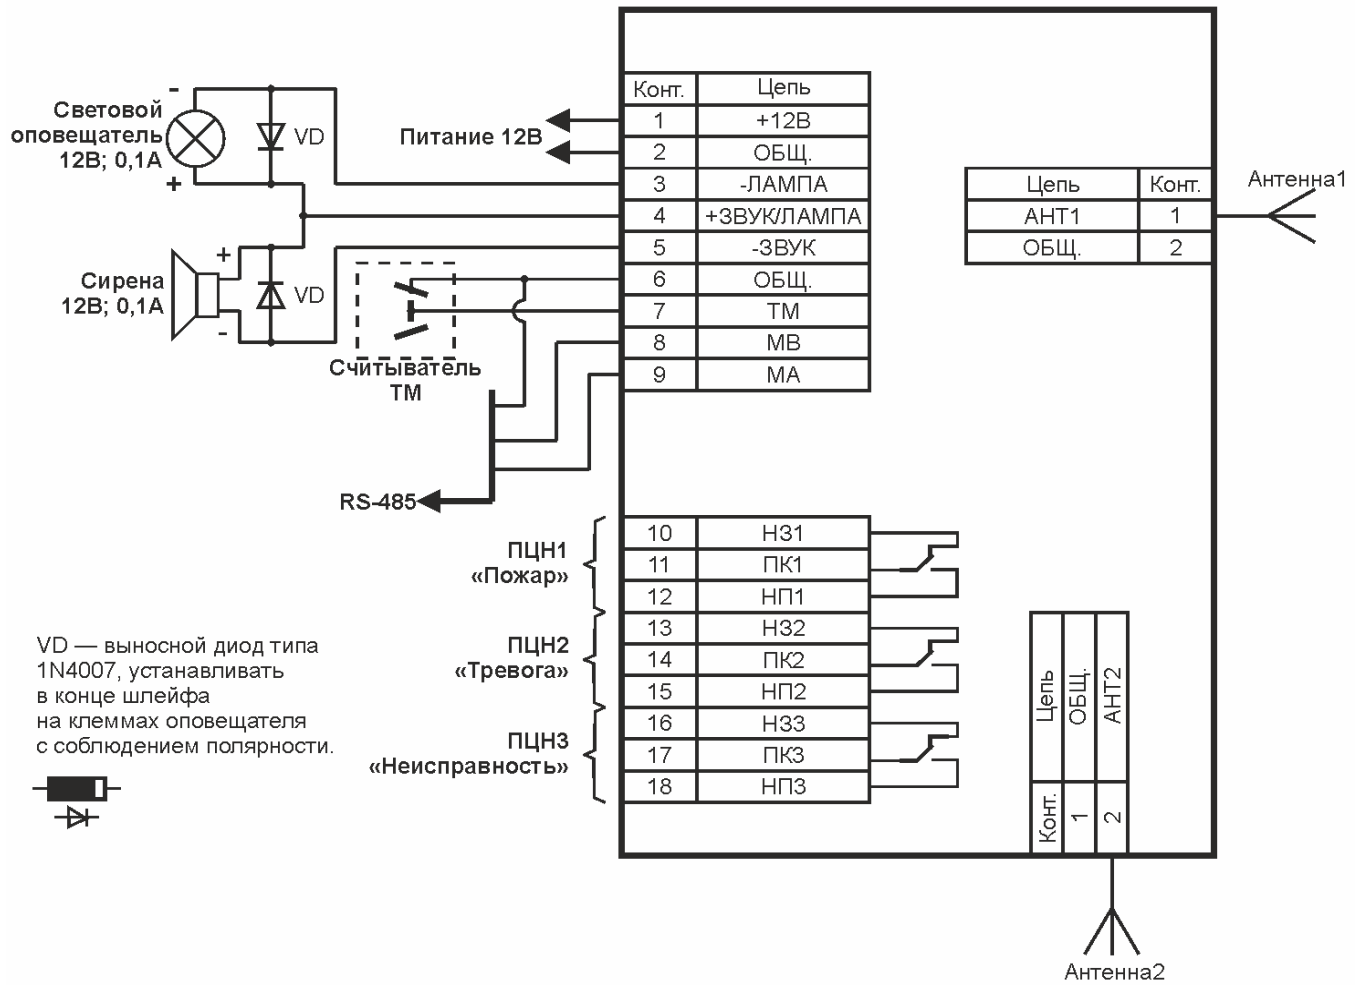 Световой
оповещатель
12В; 0,1А
-
+
VD
Питание 12В
Сирена
12В; 0,1А
+
-
VD
Считыватель
ТМ
RS-485
Конт. Цепь
1 +12В
2 ОБЩ.
3 -ЛАМПА
4 +ЗВУК/ЛАМПА
5 -ЗВУК
6 ОБЩ.
7 ТМ
8 МВ
9 МА
Цепь Конт.
АНТ1 1
ОБЩ. 2
Антенна1
ПЦН1
«Пожар»
10 НЗ1
11 ПК1
12 НП1
ПЦН2
«Тревога»
13 НЗ2
14 ПК2
15 НП2
ПЦН3
«Неисправность»
16 НЗ3
17 ПК3
18 НП3
VD — выносной диод типа
1N4007, устанавливать
в конце шлейфа
на клеммах оповещателя
с соблюдением полярности.
Конт. Цепь
1 ОБЩ.
2 АНТ2
Антенна2